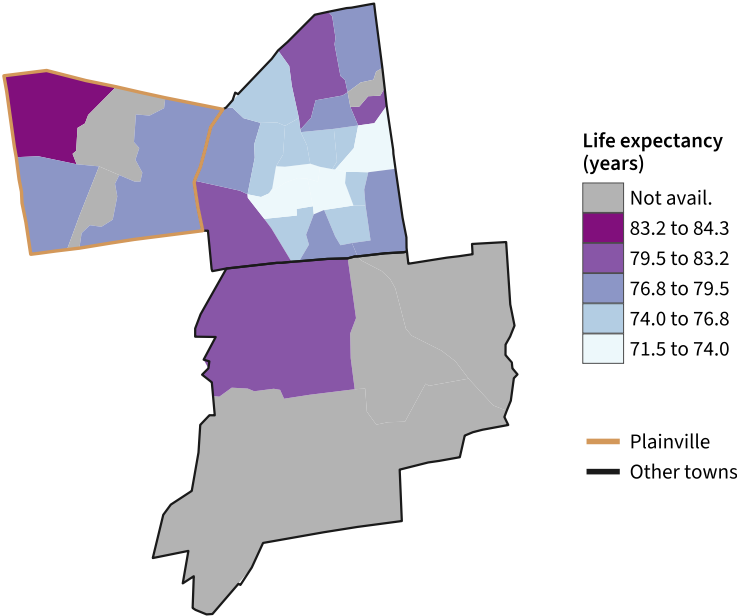 Life expectancy
(years)
Not avail.
83.2 to 84.3
79.5 to 83.2
76.8 to 79.5
74.0 to 76.8
71.5 to 74.0
Plainville
Other towns